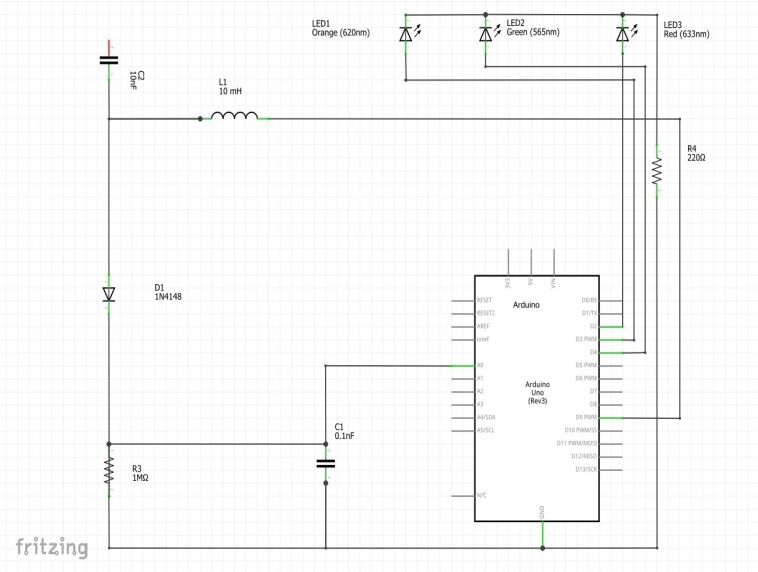 LED1
Orange (620nm)
LED2
Green (565nm)
LED3
Red (633nm)
C2
10nF
L1
10 mH
R4
220Ω
D1
1N4148
3V3
5V
VIN
Arduino
RESET
RESET2
AREF
ioref
A0
A1
A2
A3
A4/SDA
A5/SCL
N/C
D0/RX
D1/TX
D2
D3 PWM
D4
D5 PWM
D6 PWM
D7
D8
D9 PWM
D10 PWM/SS
D11 PWM/MOSI
D12/MISO
D13/SCK
Arduino
Uno
(Rev3)
GND
C1
0.1nF
R3
1MΩ
fritzing